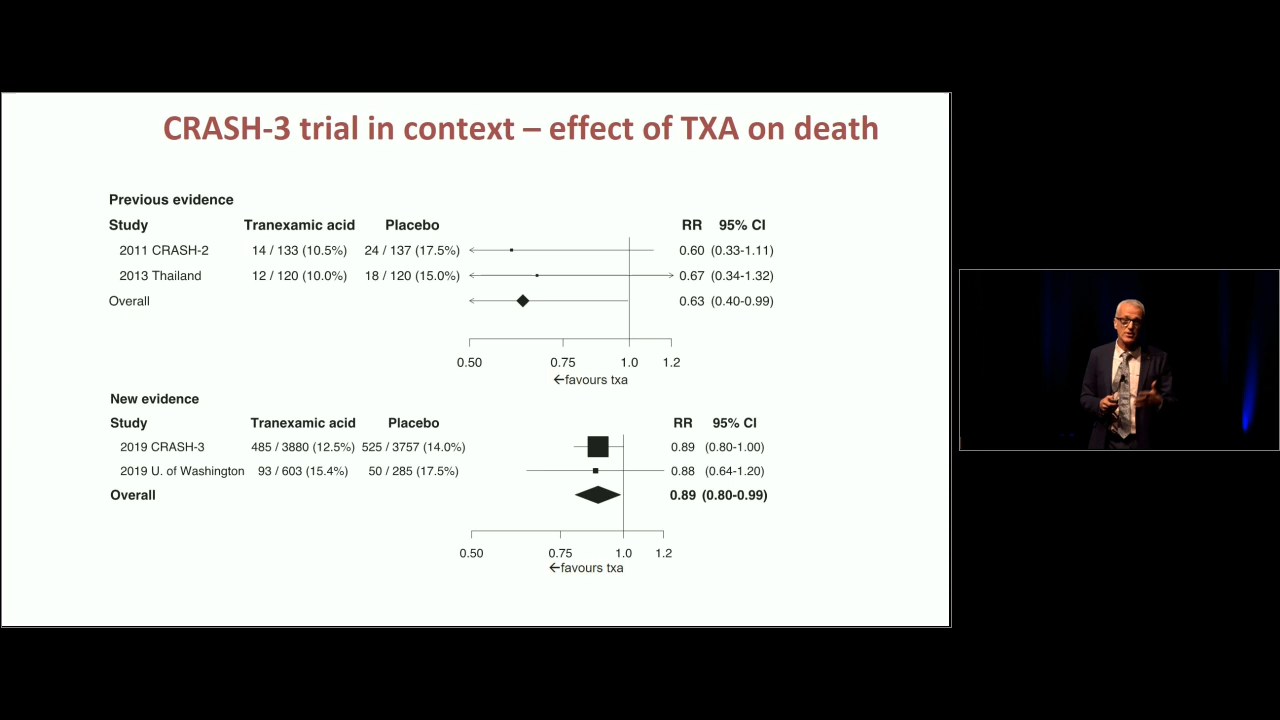 CRASH-3 trial in context – effect of TXA on death
Previous evidence
Study Tranexamic acid Placebo RR 95% CI
2011 CRASH-2 14 / 133 (10.5%) 24 / 137 (17.5%) 0.60 (0.33-1.11)
2013 Thailand 12 / 120 (10.0%) 18 / 120 (15.0%) 0.67 (0.34-1.32)
Overall 0.63 (0.40-0.99)
0.50 0.75 1.0 1.2
←favours txa
New evidence
Study Tranexamic acid Placebo RR 95% CI
2019 CRASH-3 485 / 3880 (12.5%) 525 / 3757 (14.0%) 0.89 (0.80-1.00)
2019 U. of Washington 93 / 603 (15.4%) 50 / 285 (17.5%) 0.88 (0.64-1.20)
Overall 0.89 (0.80-0.99)
0.50 0.75 1.0 1.2
←favours txa